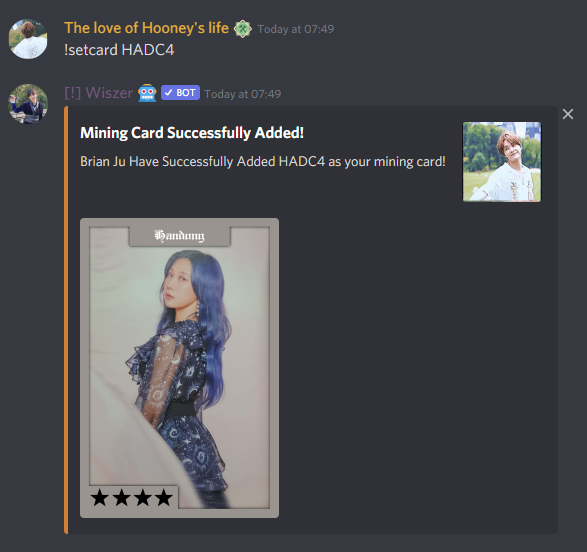 The love of Hooney's life Today at 07:49
!setcard HADC4
[!] Wiszer ✓ BOT Today at 07:49
Mining Card Successfully Added!
Brian Ju Have Successfully Added HADC4 as your mining card!
Handong
★★★★